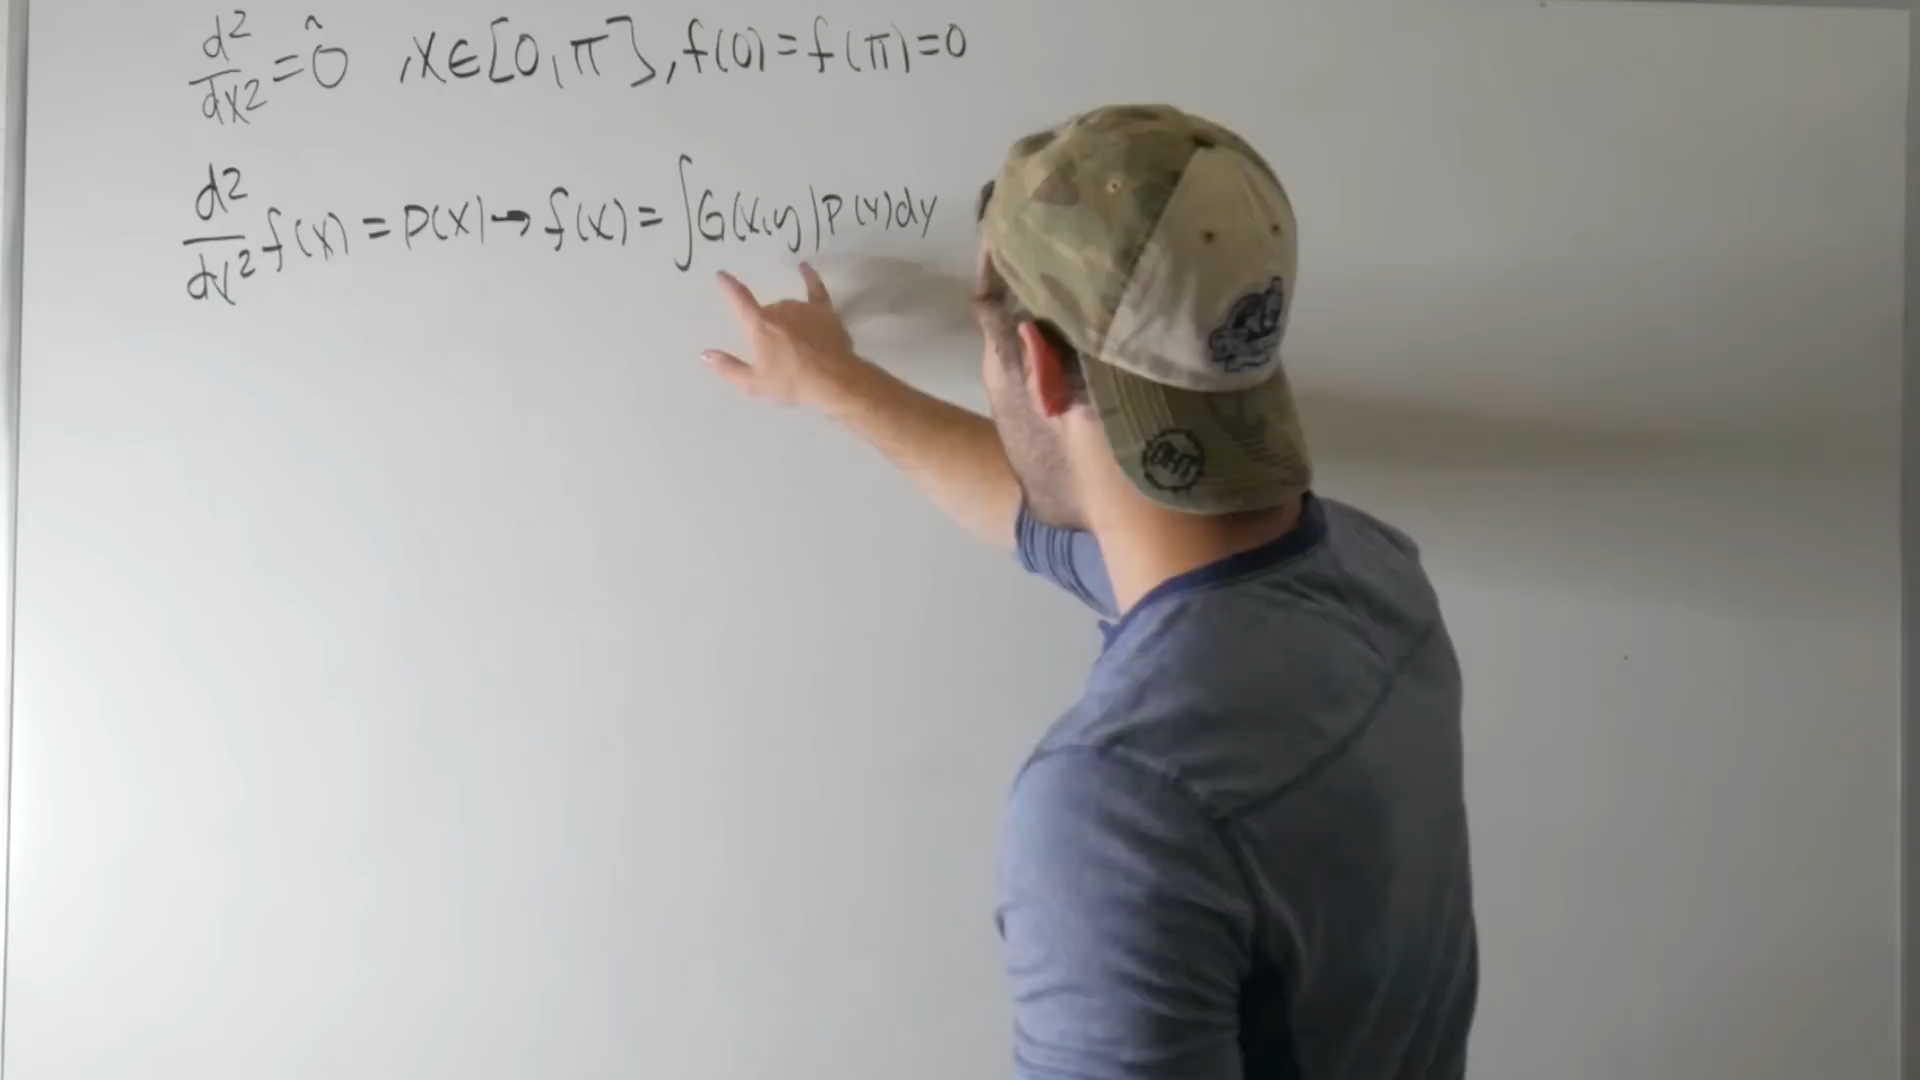 d²/dx² = Ô , x∈[0,π], f(0)=f(π)=0
d²/dx² f(x) = P(x) → f(x) = ∫G(x,y)P(y)dy